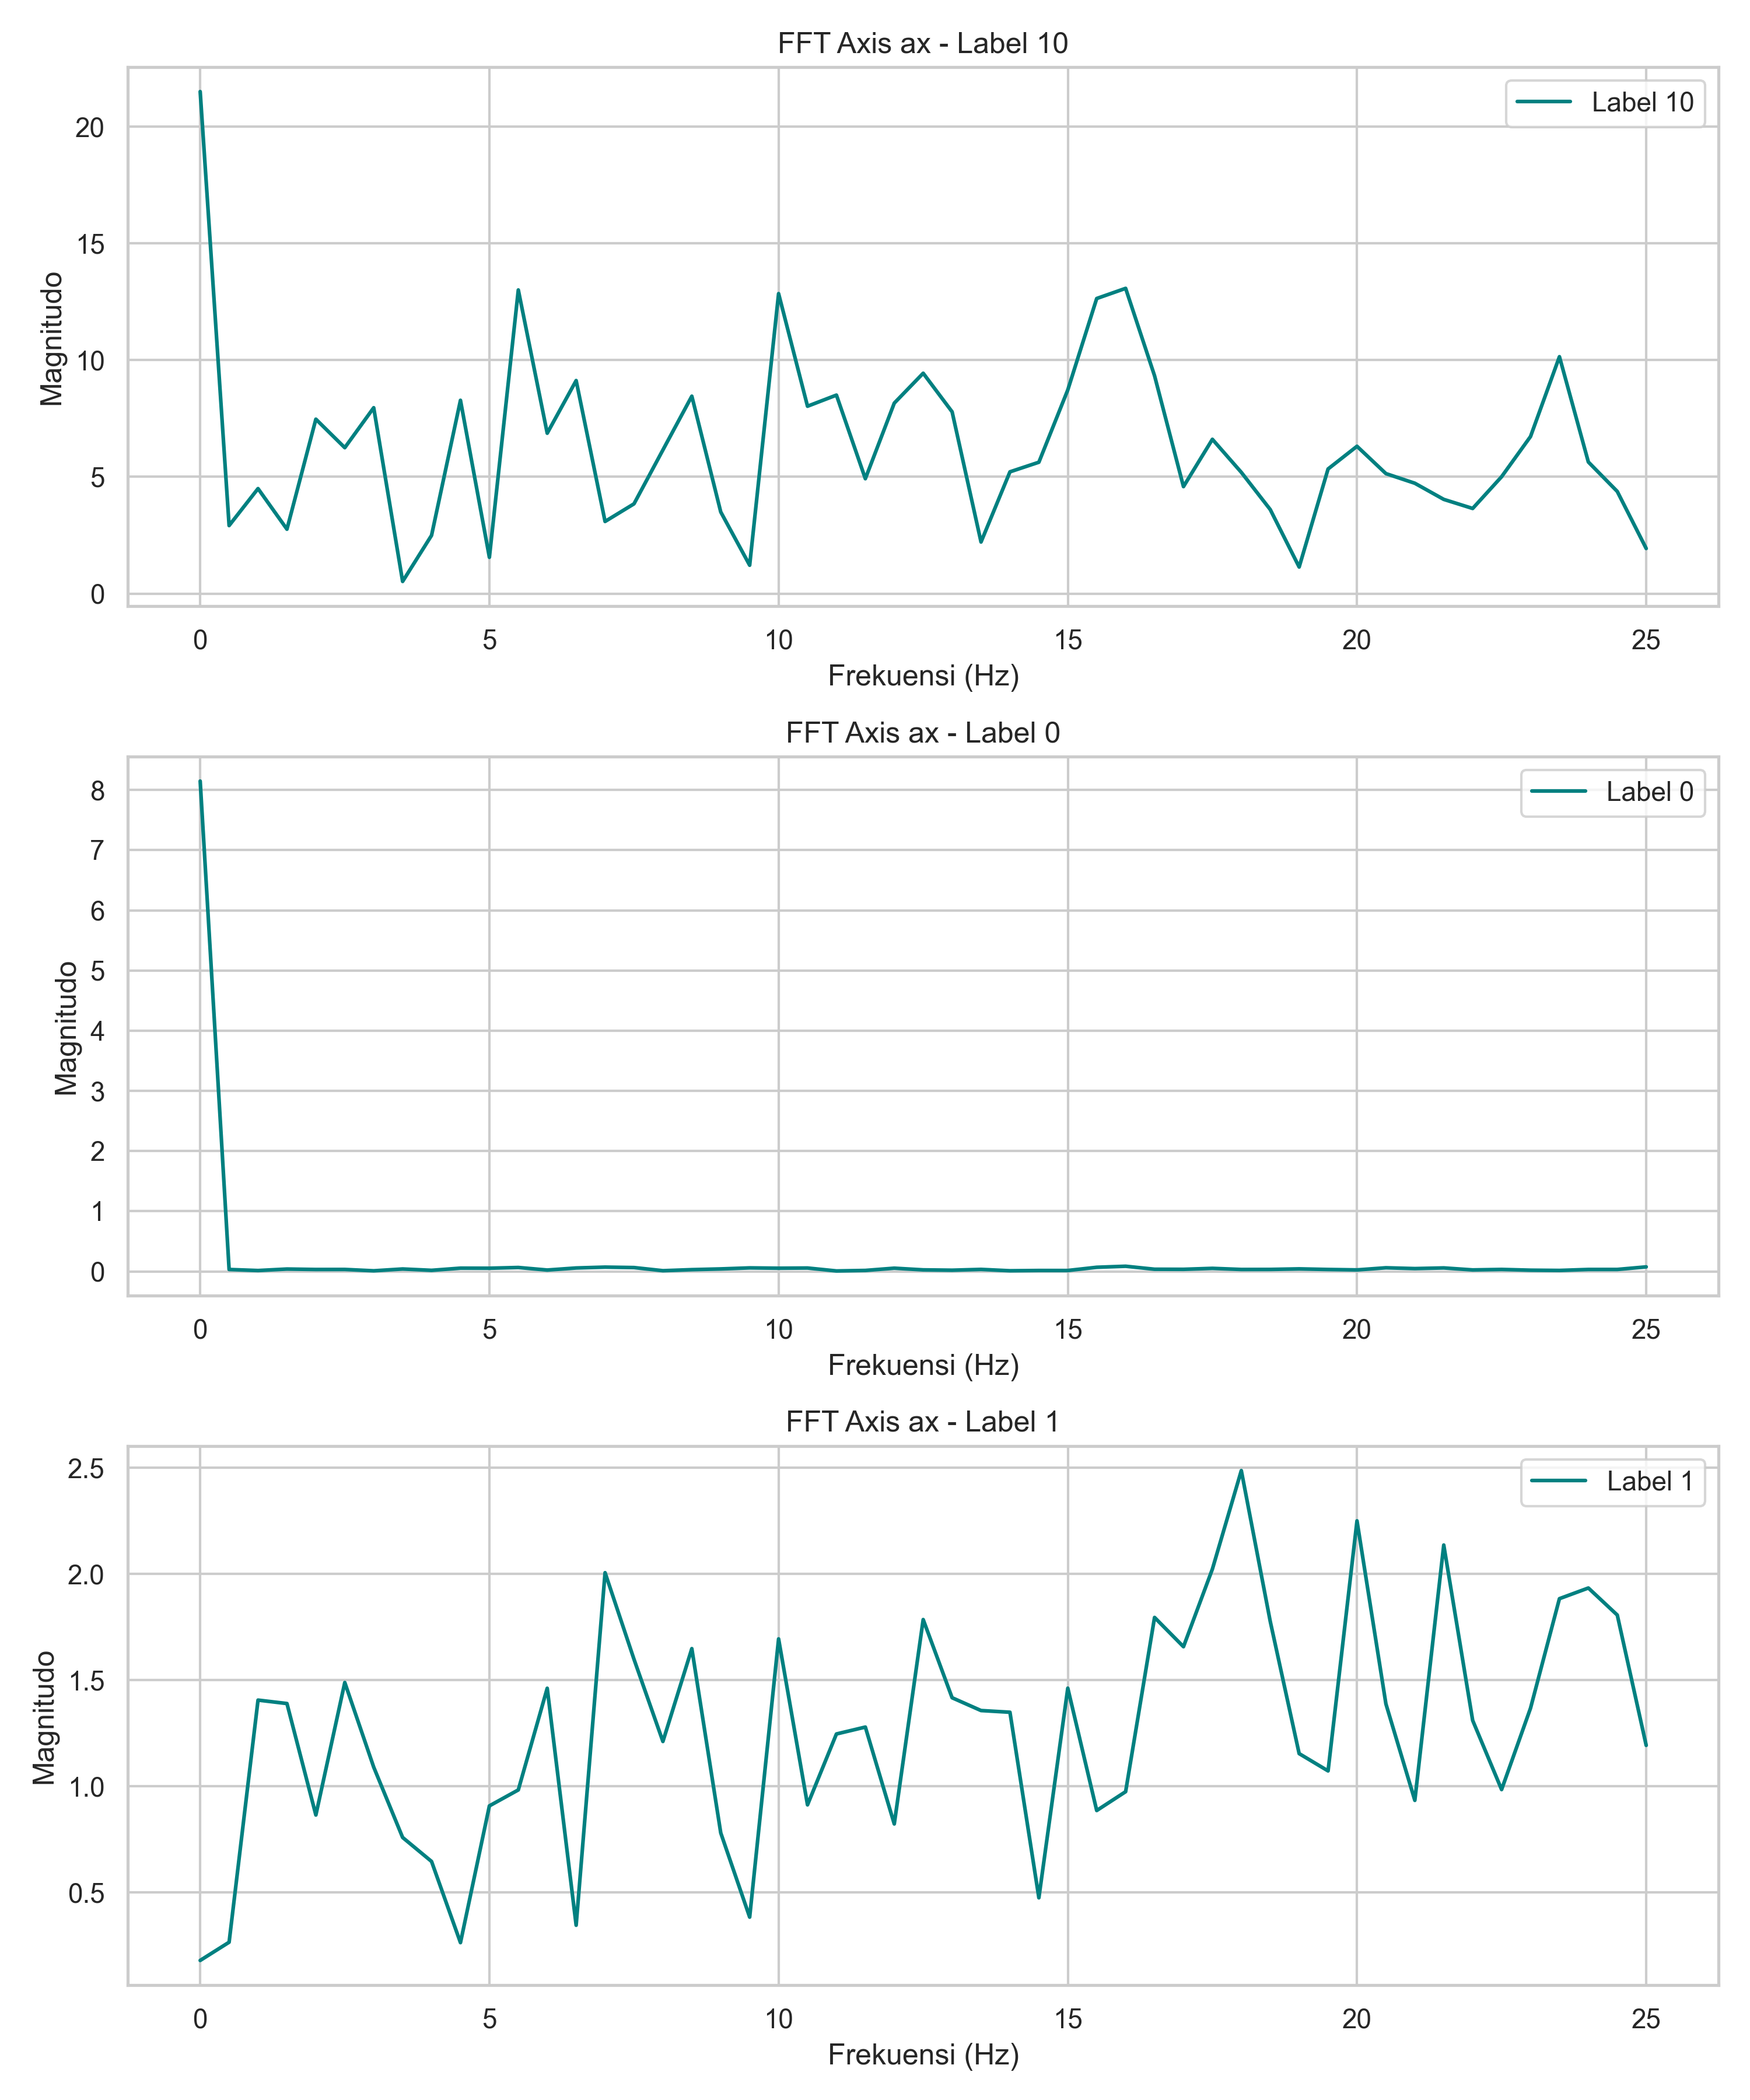 FFT Axis ax - Label 10
Label 10
20
15
10
5
0
Magnitudo
0 5 10 15 20 25
Frekuensi (Hz)
FFT Axis ax - Label 0
Label 0
8
7
6
5
4
3
2
1
0
Magnitudo
0 5 10 15 20 25
Frekuensi (Hz)
FFT Axis ax - Label 1
Label 1
2.5
2.0
1.5
1.0
0.5
Magnitudo
0 5 10 15 20 25
Frekuensi (Hz)